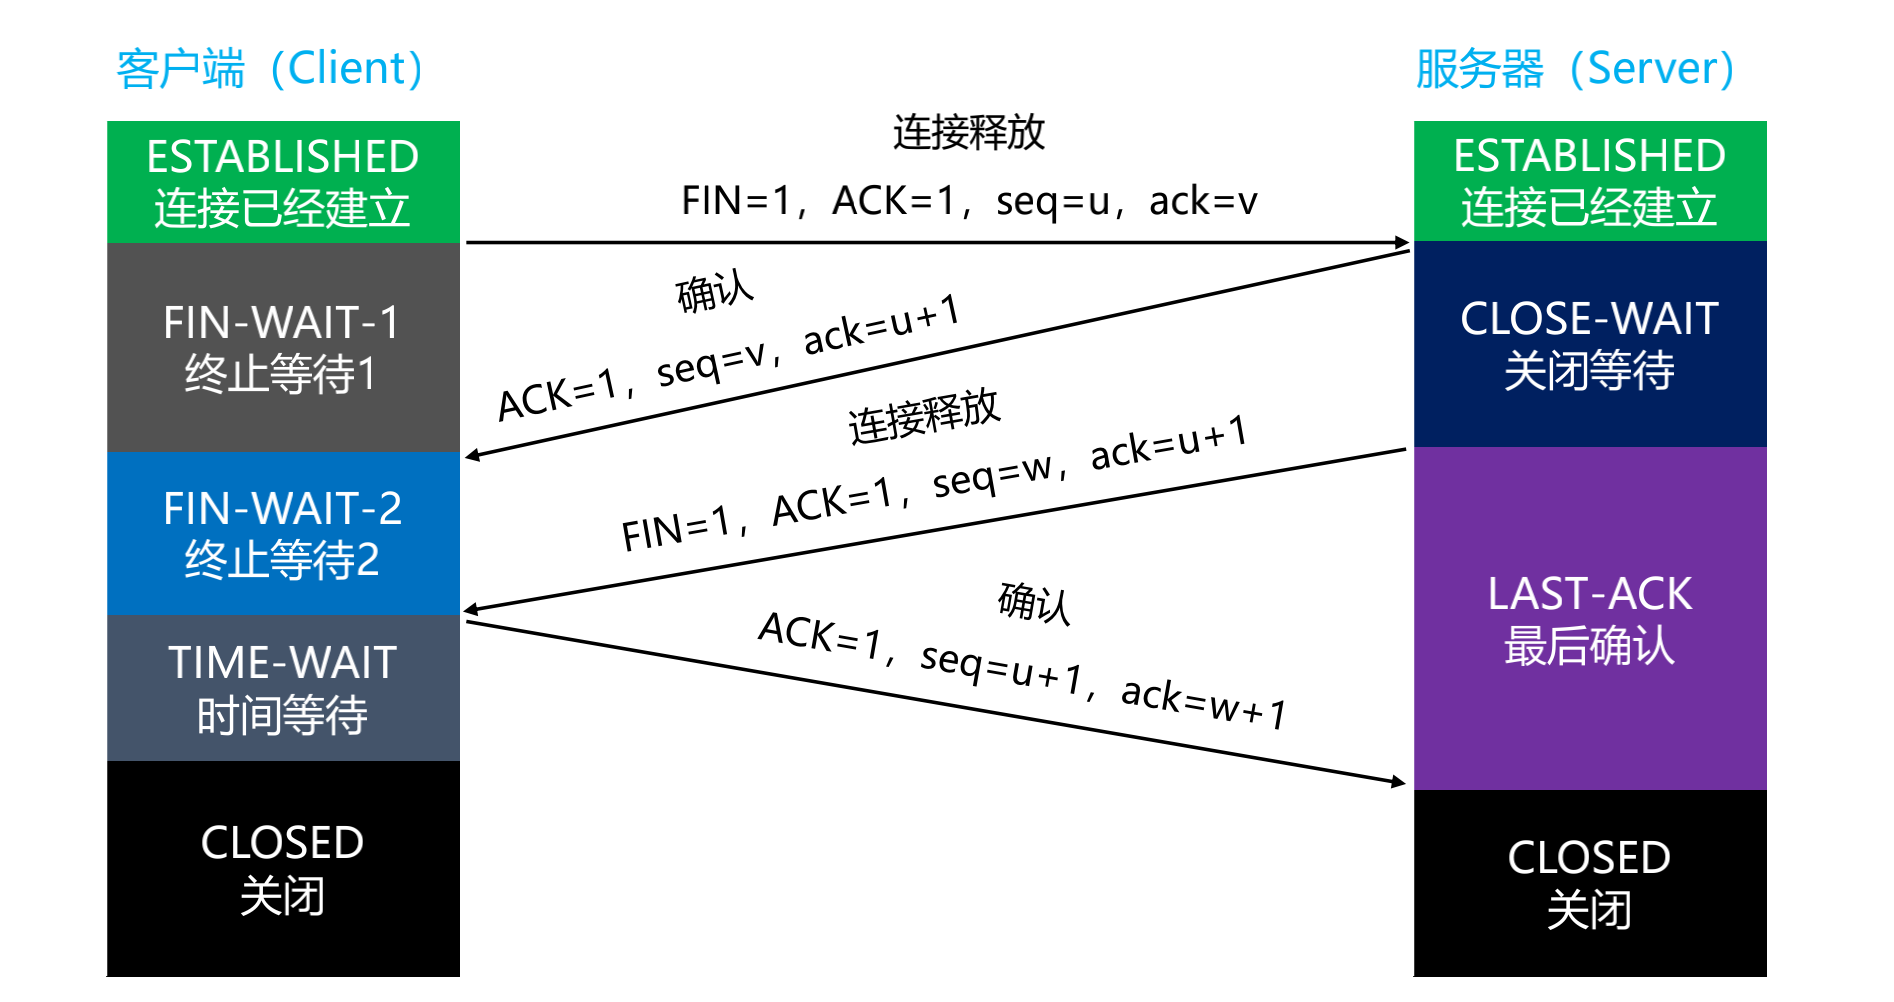 客户端（Client）
服务器（Server）
ESTABLISHED
连接已经建立
ESTABLISHED
连接已经建立
连接释放
FIN=1，ACK=1，seq=u，ack=v
FIN-WAIT-1
终止等待1
CLOSE-WAIT
关闭等待
确认
ACK=1，seq=v，ack=u+1
连接释放
FIN=1，ACK=1，seq=w，ack=u+1
FIN-WAIT-2
终止等待2
LAST-ACK
最后确认
确认
ACK=1，seq=u+1，ack=w+1
TIME-WAIT
时间等待
CLOSED
关闭
CLOSED
关闭